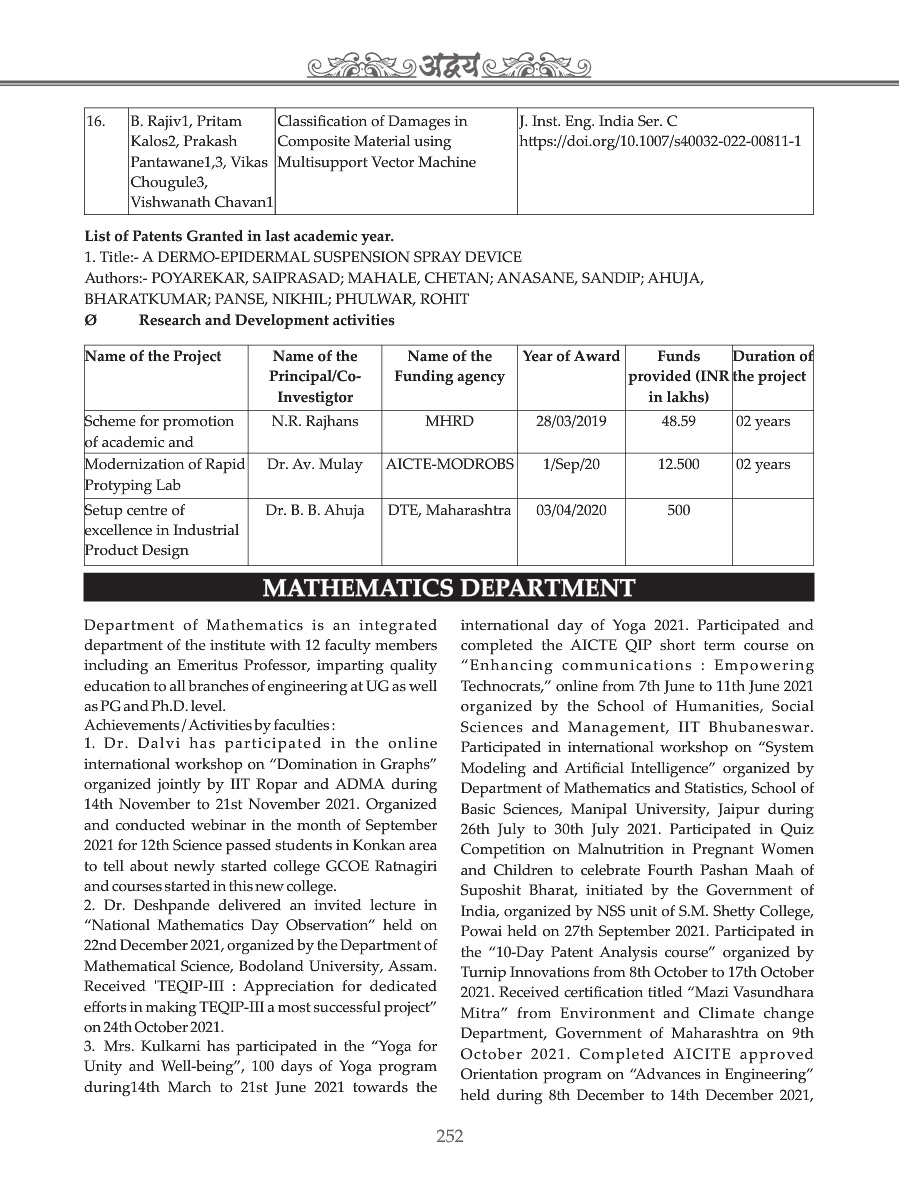 अद्वय
16. B. Rajiv1, Pritam Classification of Damages in J. Inst. Eng. India Ser. C
Kalos2, Prakash Composite Material using https://doi.org/10.1007/s40032-022-00811-1
Pantawane1,3, Vikas Multisupport Vector Machine
Chougule3,
Vishwanath Chavan1
List of Patents Granted in last academic year.
1. Title:- A DERMO-EPIDERMAL SUSPENSION SPRAY DEVICE
Authors:- POYAREKAR, SAIPRASAD; MAHALE, CHETAN; ANASANE, SANDIP; AHUJA,
BHARATKUMAR; PANSE, NIKHIL; PHULWAR, ROHIT
Ø Research and Development activities
Name of the Project Name of the Name of the Year of Award Funds Duration of
Principal/Co- Funding agency provided (INR the project
Investigtor in lakhs)
Scheme for promotion N.R. Rajhans MHRD 28/03/2019 48.59 02 years
of academic and
Modernization of Rapid Dr. Av. Mulay AICTE-MODROBS 1/Sep/20 12.500 02 years
Protyping Lab
Setup centre of Dr. B. B. Ahuja DTE, Maharashtra 03/04/2020 500
excellence in Industrial
Product Design
MATHEMATICS DEPARTMENT
Department of Mathematics is an integrated
department of the institute with 12 faculty members
including an Emeritus Professor, imparting quality
education to all branches of engineering at UG as well
as PG and Ph.D. level.
Achievements / Activities by faculties :
1. Dr. Dalvi has participated in the online
international workshop on “Domination in Graphs”
organized jointly by IIT Ropar and ADMA during
14th November to 21st November 2021. Organized
and conducted webinar in the month of September
2021 for 12th Science passed students in Konkan area
to tell about newly started college GCOE Ratnagiri
and courses started in this new college.
2. Dr. Deshpande delivered an invited lecture in
“National Mathematics Day Observation” held on
22nd December 2021, organized by the Department of
Mathematical Science, Bodoland University, Assam.
Received 'TEQIP-III : Appreciation for dedicated
efforts in making TEQIP-III a most successful project”
on 24th October 2021.
3. Mrs. Kulkarni has participated in the “Yoga for
Unity and Well-being”, 100 days of Yoga program
during14th March to 21st June 2021 towards the
international day of Yoga 2021. Participated and
completed the AICTE QIP short term course on
“Enhancing communications : Empowering
Technocrats,” online from 7th June to 11th June 2021
organized by the School of Humanities, Social
Sciences and Management, IIT Bhubaneswar.
Participated in international workshop on “System
Modeling and Artificial Intelligence” organized by
Department of Mathematics and Statistics, School of
Basic Sciences, Manipal University, Jaipur during
26th July to 30th July 2021. Participated in Quiz
Competition on Malnutrition in Pregnant Women
and Children to celebrate Fourth Pashan Maah of
Suposhit Bharat, initiated by the Government of
India, organized by NSS unit of S.M. Shetty College,
Powai held on 27th September 2021. Participated in
the “10-Day Patent Analysis course” organized by
Turnip Innovations from 8th October to 17th October
2021. Received certification titled “Mazi Vasundhara
Mitra” from Environment and Climate change
Department, Government of Maharashtra on 9th
October 2021. Completed AICITE approved
Orientation program on “Advances in Engineering”
held during 8th December to 14th December 2021,
252